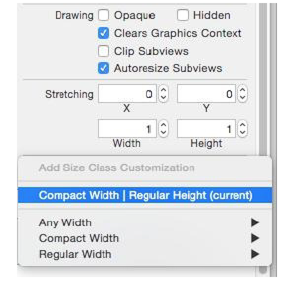 Drawing Opaque Hidden
Clears Graphics Context
Clip Subviews
Autoresize Subviews
Stretching 0 0
X Y
1 1
Width Height
Add Size Class Customization
Compact Width | Regular Height (current)
Any Width
Compact Width
Regular Width